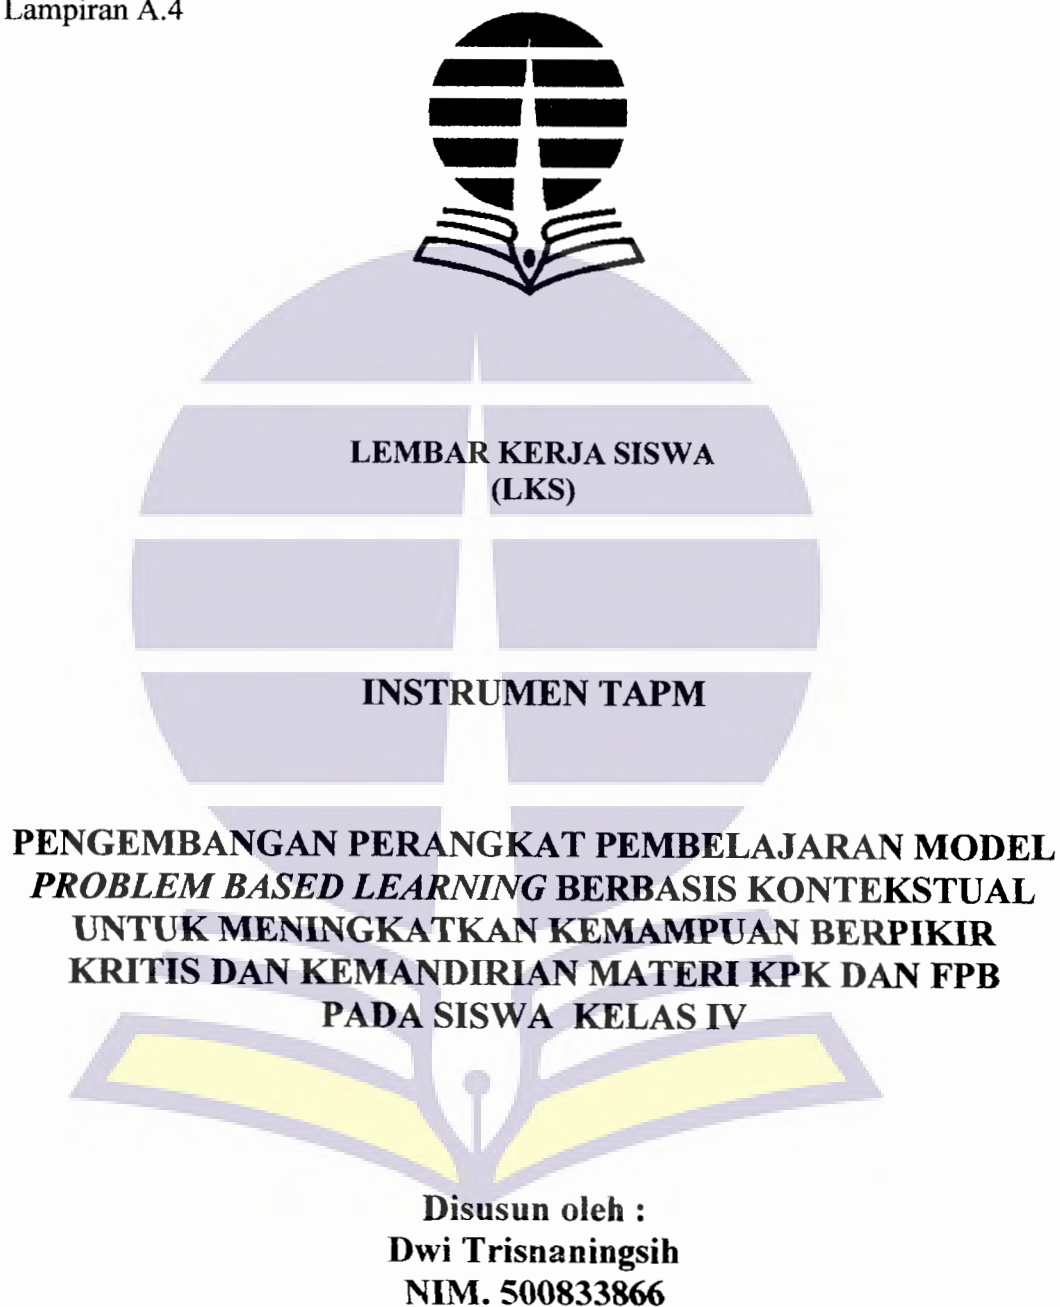 Lampiran A.4
LEMBAR KERJA SISWA
(LKS)
INSTRUMEN TAPM
PENGEMBANGAN PERANGKAT PEMBELAJARAN MODEL
PROBLEM BASED LEARNING BERBASIS KONTEKSTUAL
UNTUK MENINGKATKAN KEMAMPUAN BERPIKIR
KRITIS DAN KEMANDIRIAN MATERI KPK DAN FPB
PADA SISWA KELAS IV
Disusun oleh :
Dwi Trisnaningsih
NIM. 500833866